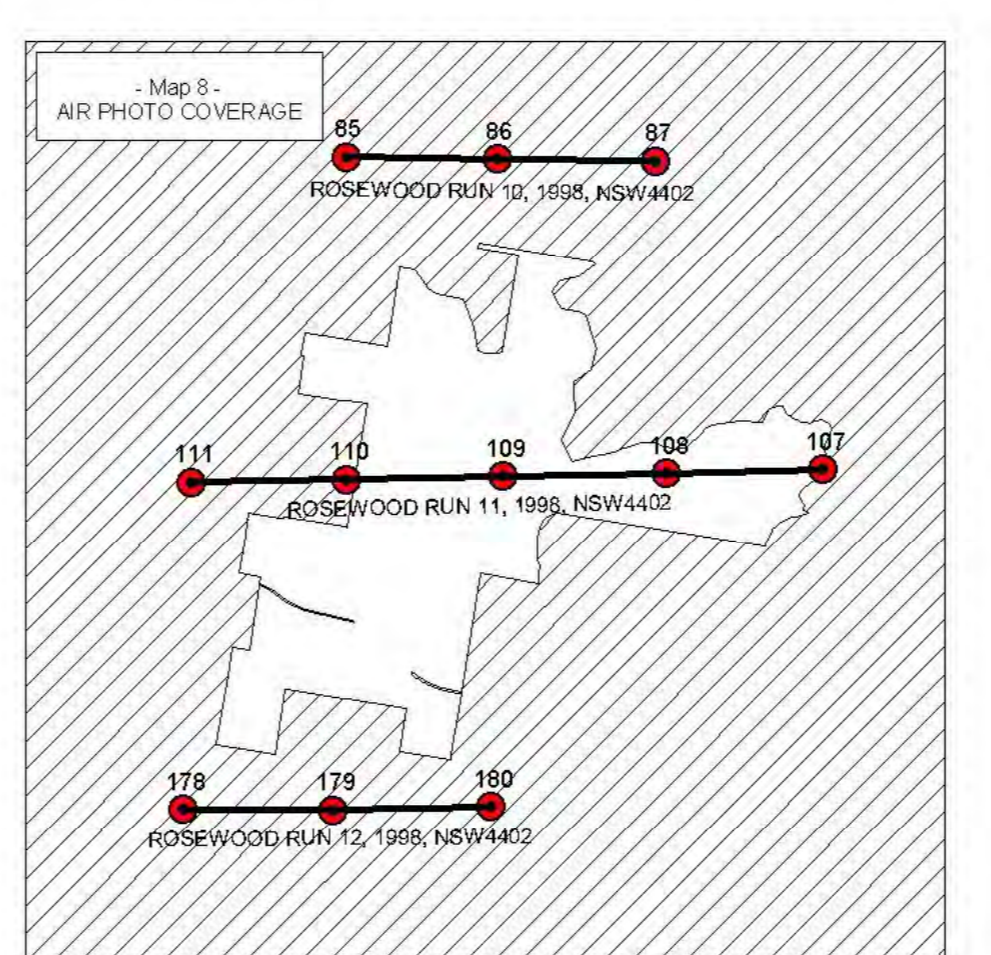 - Map 8 -
AIR PHOTO COVERAGE
85 86 87
ROSEWOOD RUN 10, 1998, NSW4402
111 110 109 108 107
ROSEWOOD RUN 11, 1998, NSW4402
178 179 180
ROSEWOOD RUN 12, 1998, NSW4402